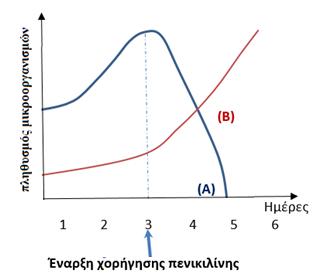 πληθυσμός μικροοργανισμών
(B)
(A)
Ημέρες
1 2 3 4 5 6
Έναρξη χορήγησης πενικιλίνης